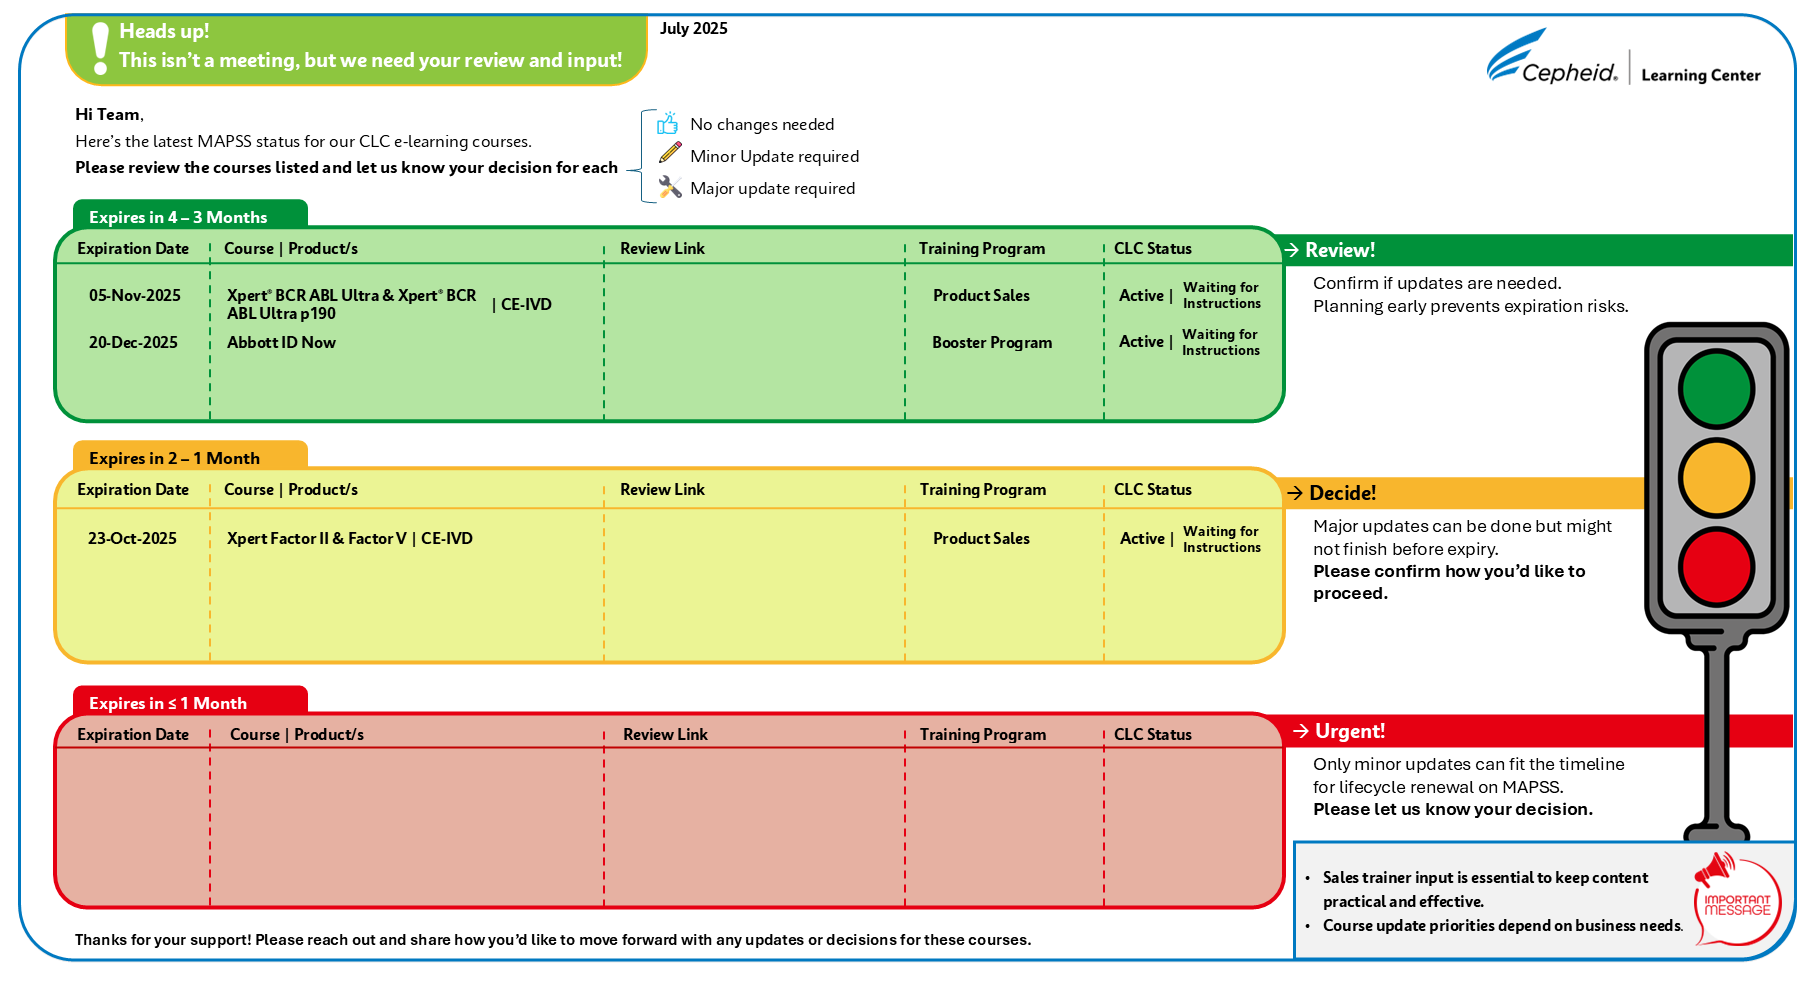 Heads up!
This isn’t a meeting, but we need your review and input!
July 2025
Cepheid® | Learning Center
Hi Team,
Here’s the latest MAPSS status for our CLC e-learning courses.
Please review the courses listed and let us know your decision for each
No changes needed
Minor Update required
Major update required
Expires in 4 – 3 Months
Expiration Date Course | Product/s Review Link Training Program CLC Status
05-Nov-2025 Xpert® BCR ABL Ultra & Xpert® BCR ABL Ultra p190 | CE-IVD Product Sales Active | Waiting for Instructions
20-Dec-2025 Abbott ID Now Booster Program Active | Waiting for Instructions
→ Review!
Confirm if updates are needed.
Planning early prevents expiration risks.
Expires in 2 – 1 Month
Expiration Date Course | Product/s Review Link Training Program CLC Status
23-Oct-2025 Xpert Factor II & Factor V | CE-IVD Product Sales Active | Waiting for Instructions
→ Decide!
Major updates can be done but might
not finish before expiry.
Please confirm how you’d like to
proceed.
Expires in ≤ 1 Month
Expiration Date Course | Product/s Review Link Training Program CLC Status
→ Urgent!
Only minor updates can fit the timeline
for lifecycle renewal on MAPSS.
Please let us know your decision.
• Sales trainer input is essential to keep content
practical and effective.
• Course update priorities depend on business needs.
IMPORTANT
MESSAGE
Thanks for your support! Please reach out and share how you’d like to move forward with any updates or decisions for these courses.